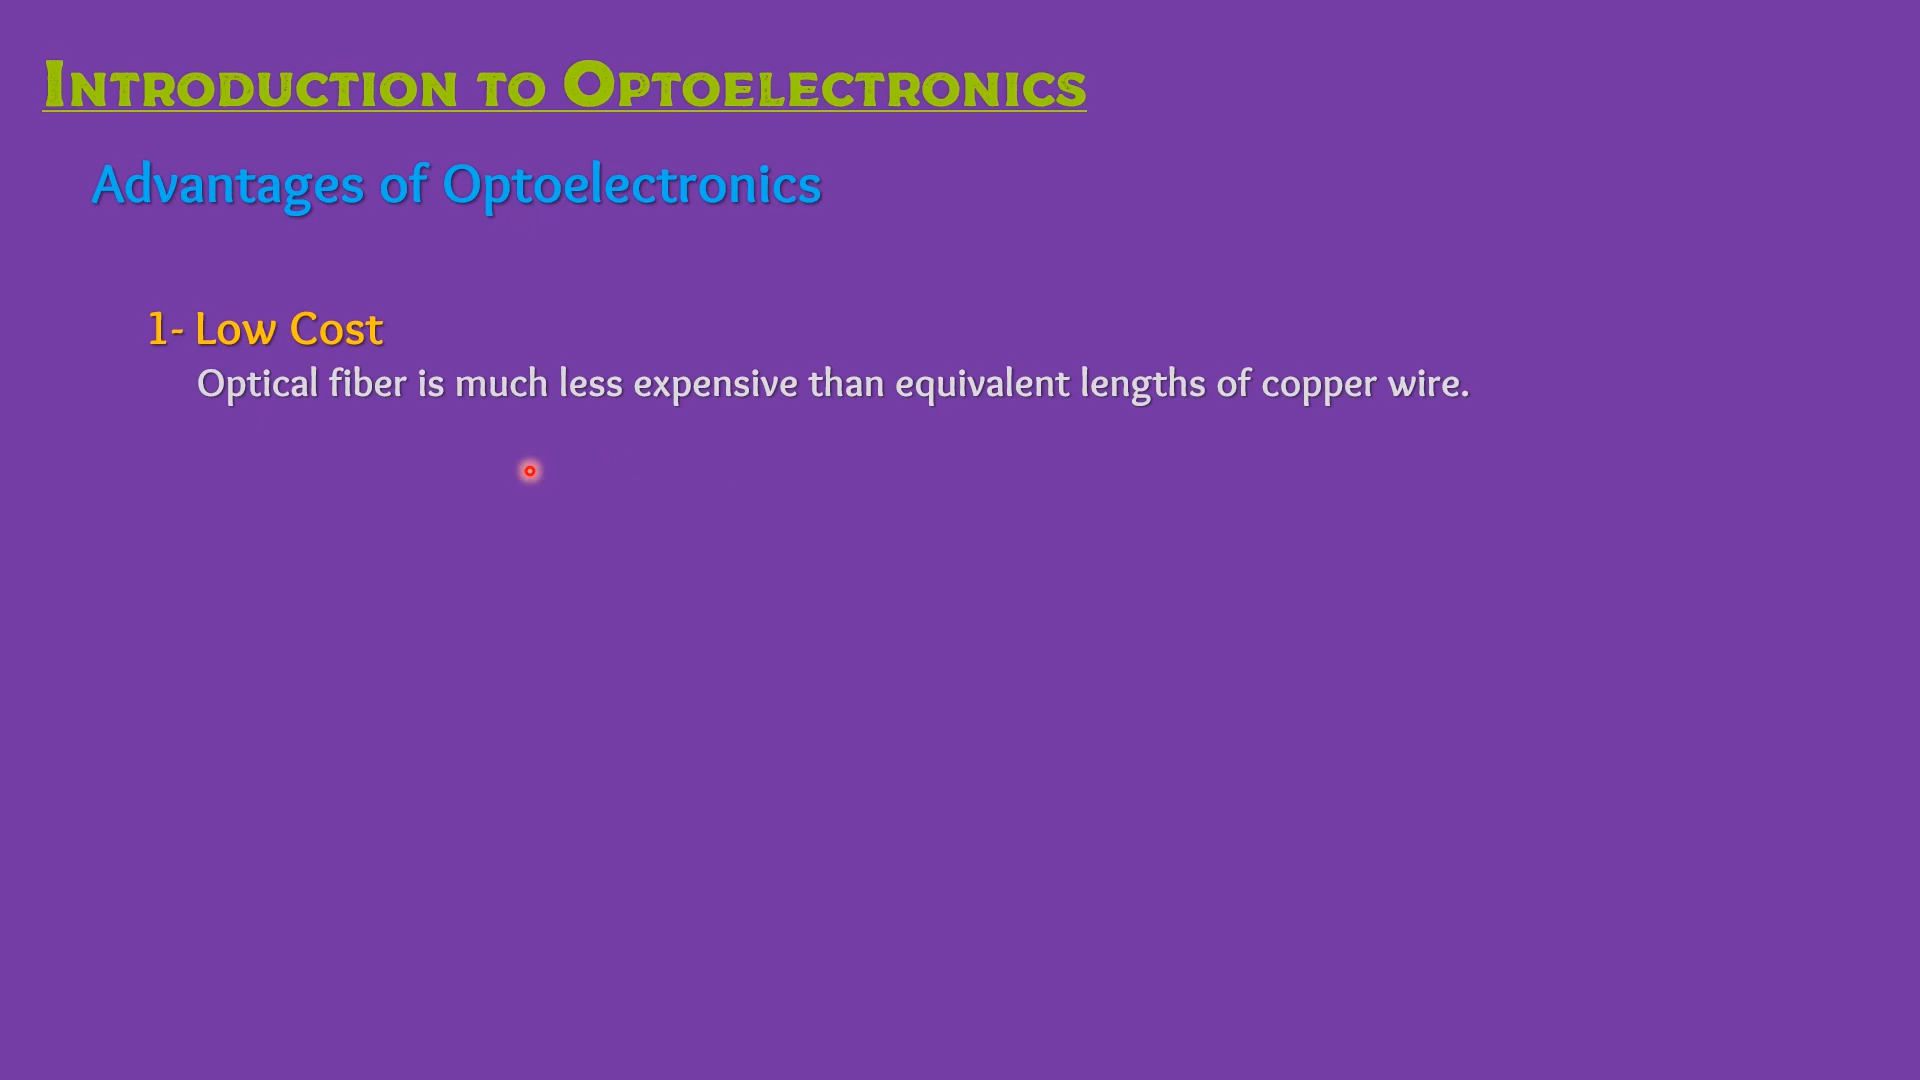 Introduction to Optoelectronics
Advantages of Optoelectronics
1- Low Cost
Optical fiber is much less expensive than equivalent lengths of copper wire.